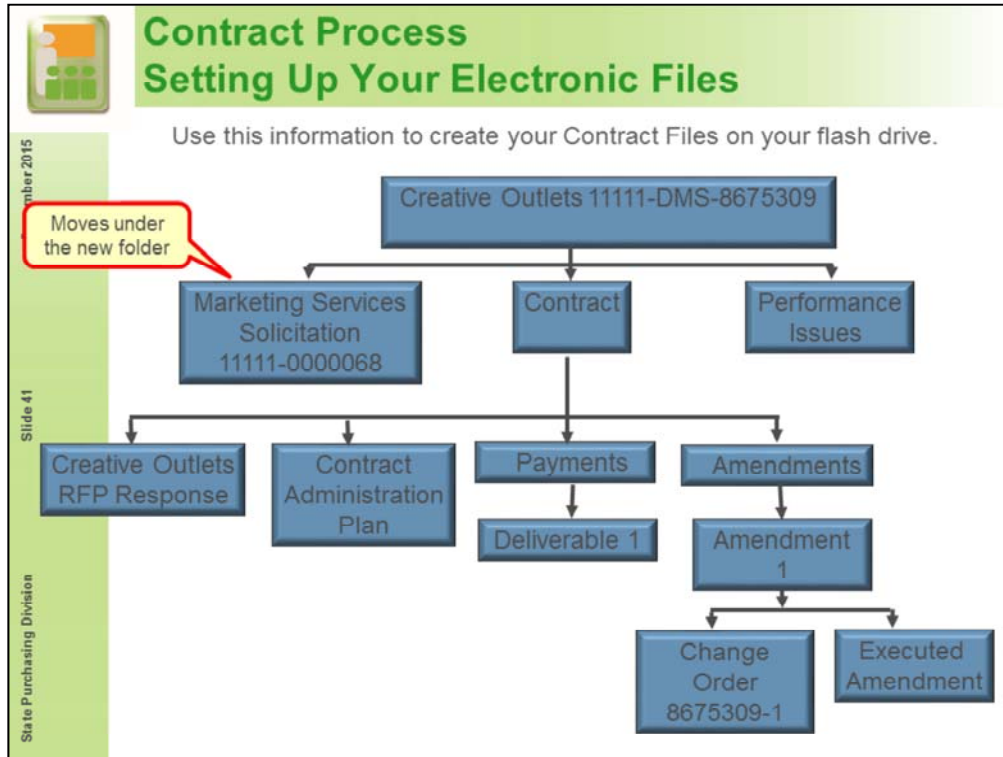 Contract Process
Setting Up Your Electronic Files
Use this information to create your Contract Files on your flash drive.
2015
Moves under
the new folder
Creative Outlets 11111-DMS-8675309
Marketing Services
Solicitation
11111-0000068
Contract
Performance
Issues
Creative Outlets
RFP Response
Contract
Administration
Plan
Payments
Amendments
Deliverable 1
Amendment
1
Change
Order
8675309-1
Executed
Amendment
Slide 41
State Purchasing Division